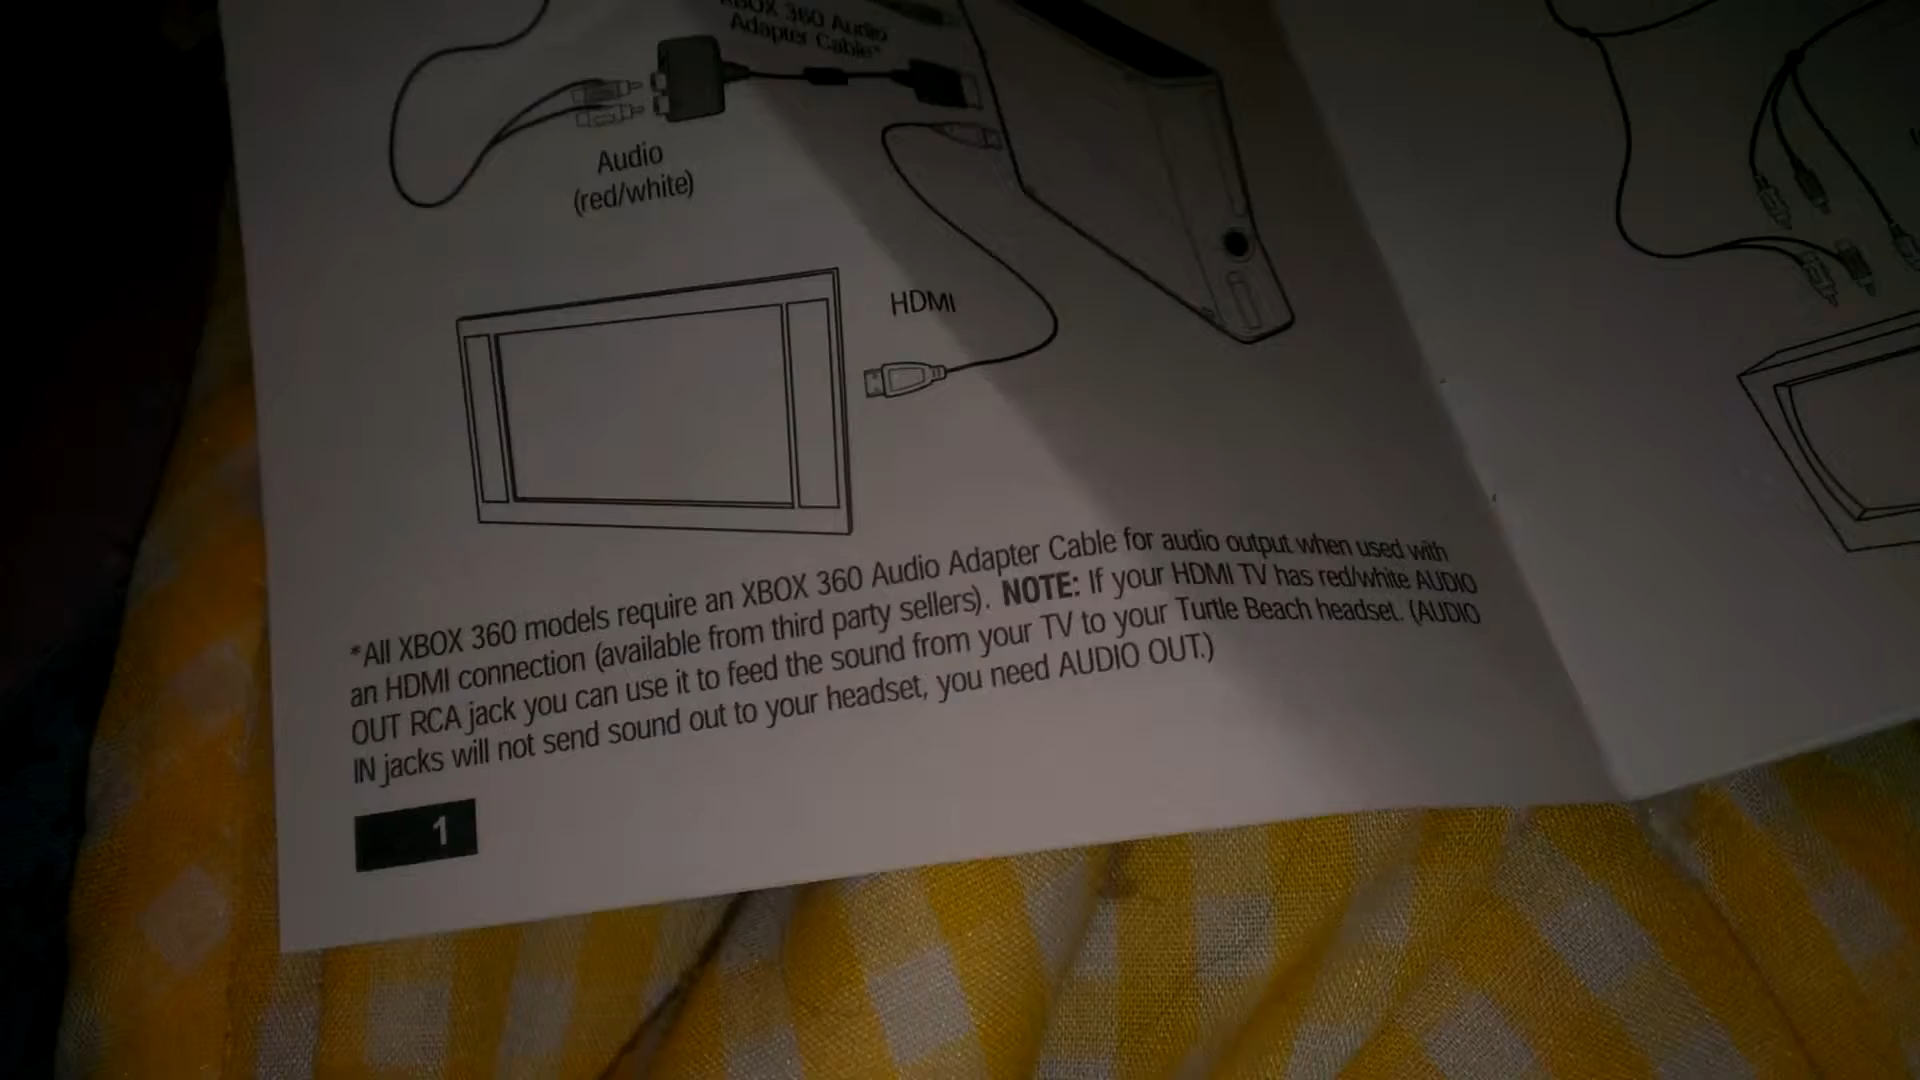 XBOX 360 Audio
Adapter Cable*
Audio
(red/white)
HDMI
*All XBOX 360 models require an XBOX 360 Audio Adapter Cable for audio output when used with
an HDMI connection (available from third party sellers). NOTE: If your HDMI TV has red/white AUDIO
OUT RCA jack you can use it to feed the sound from your TV to your Turtle Beach headset. (AUDIO
IN jacks will not send sound out to your headset, you need AUDIO OUT.)
1